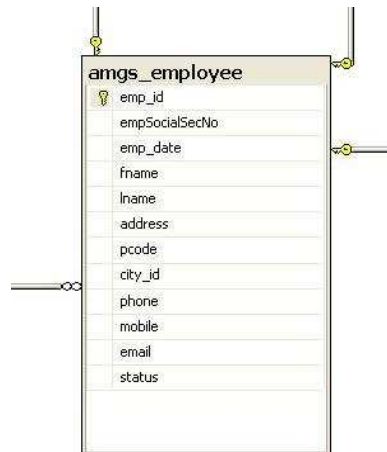 amgs_employee
emp_id
empSocialSecNo
emp_date
fname
lname
address
pcode
city_id
phone
mobile
email
status